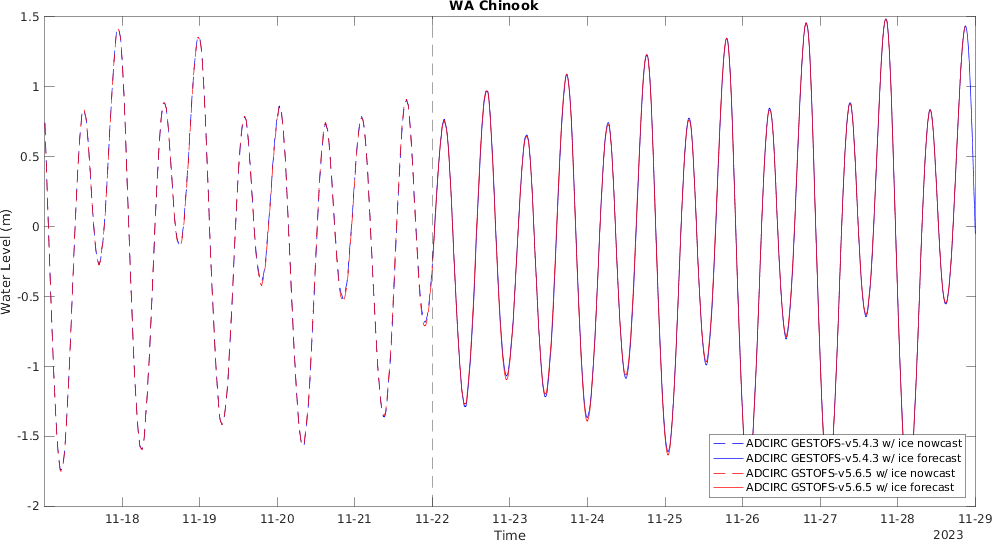 WA Chinook
Water Level (m)
1.5
1
0.5
0
-0.5
-1
-1.5
-2
ADCIRC GESTOFS-v5.4.3 w/ ice nowcast
ADCIRC GESTOFS-v5.4.3 w/ ice forecast
ADCIRC GSTOFS-v5.6.5 w/ ice nowcast
ADCIRC GSTOFS-v5.6.5 w/ ice forecast
11-18 11-19 11-20 11-21 11-22 11-23 11-24 11-25 11-26 11-27 11-28 11-29
Time
2023